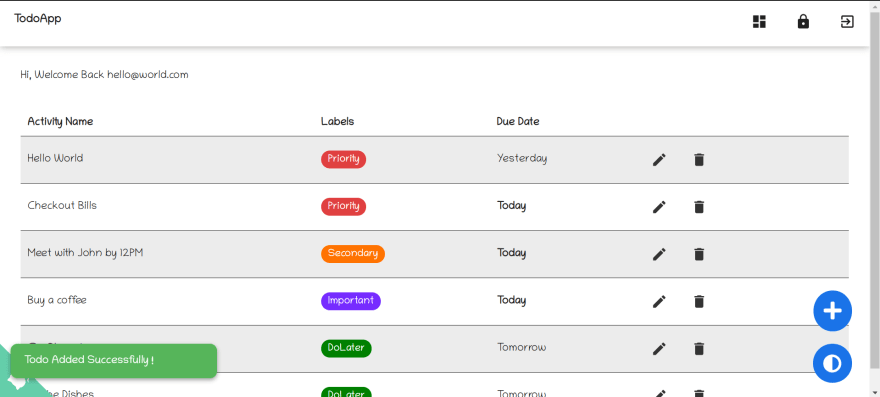 TodoApp
Hi, Welcome Back hello@world.com
Activity Name Labels Due Date
Hello World Priority Yesterday
Checkout Bills Priority Today
Meet with John by 12PM Secondary Today
Buy a coffee Important Today
DoLater Tomorrow
Todo Added Successfully !
Dishes DoLater Tomorrow